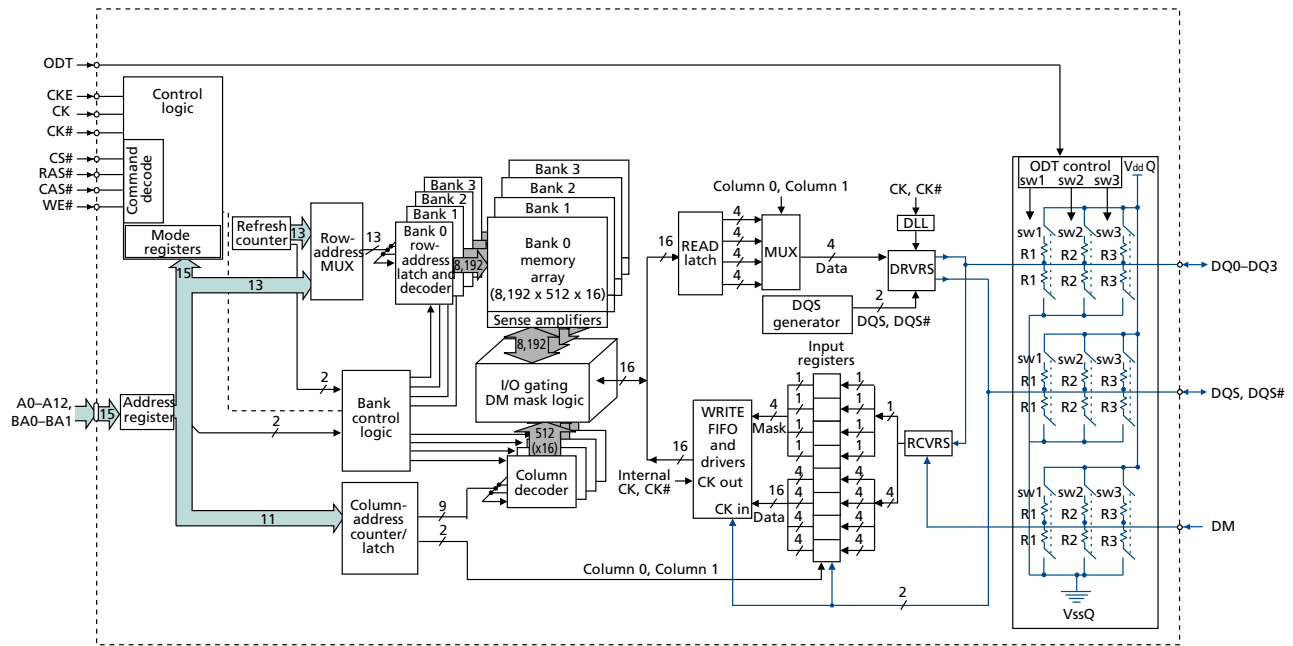 ODT
CKE
CK
CK#
CS#
RAS#
CAS#
WE#
Control
logic
Command
decode
Mode
registers
15
Refresh
counter
13
13
Row-
address
MUX
13
Bank 3
Bank 2
Bank 1
Bank 0
row-
address
latch and
decoder
8,192
Bank 3
Bank 2
Bank 1
Bank 0
memory
array
(8,192 x 512 x 16)
Sense amplifiers
8,192
I/O gating
DM mask logic
16
A0–A12,
BA0–BA1
15
Address
register
2
2
Bank
control
logic
512
(x16)
Column
decoder
11
Column-
address
counter/
latch
9
2
Column 0, Column 1
16
READ
latch
4
4
4
4
Column 0, Column 1
MUX
4
Data
CK, CK#
DLL
DRVRS
DQS
generator
2
DQS, DQS#
Input
registers
16
Internal
CK, CK#
WRITE
FIFO
and
drivers
CK out
CK in
4
Mask
16
Data
1
1
1
1
4
4
4
4
1
1
1
1
4
4
4
4
1
4
RCVRS
2
ODT control
sw1
sw2
sw3
Vdd Q
sw1
sw2
sw3
R1
R2
R3
R1
R2
R3
DQ0–DQ3
sw1
sw2
sw3
R1
R2
R3
R1
R2
R3
DQS, DQS#
sw1
sw2
sw3
R1
R2
R3
R1
R2
R3
DM
VssQ